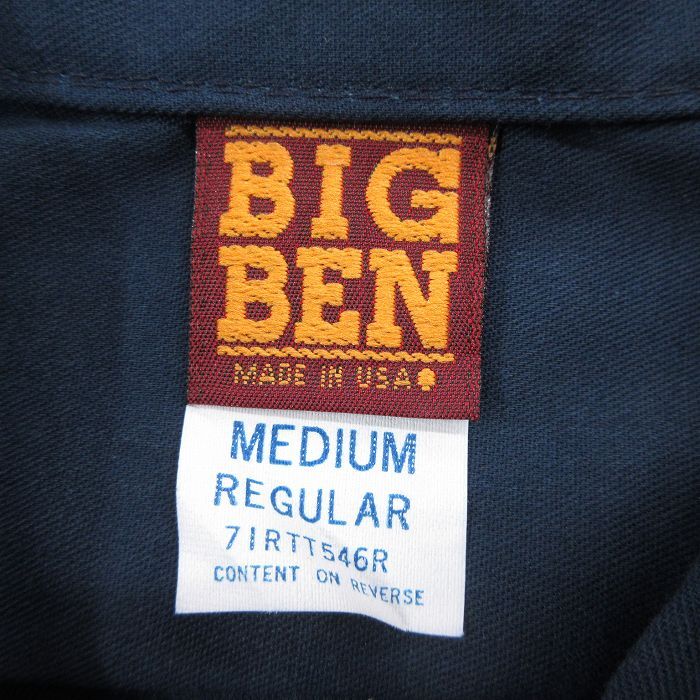 BIG
BEN
MADE IN USA
MEDIUM
REGULAR
71RTT546R
CONTENT ON REVERSE